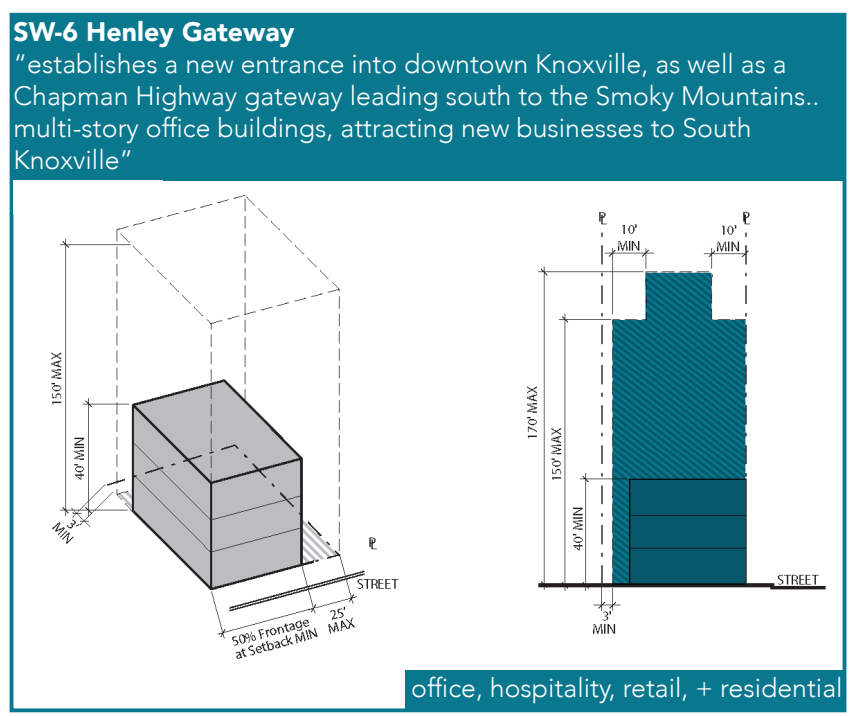 SW-6 Henley Gateway
“establishes a new entrance into downtown Knoxville, as well as a
Chapman Highway gateway leading south to the Smoky Mountains..
multi-story office buildings, attracting new businesses to South
Knoxville”
150' MAX
40' MIN
3'
MIN
50% Frontage
at Setback MIN
25'
MAX
PL
STREET
PL
PL
10'
MIN
10'
MIN
170' MAX
150' MAX
40' MIN
3'
MIN
STREET
office, hospitality, retail, + residential